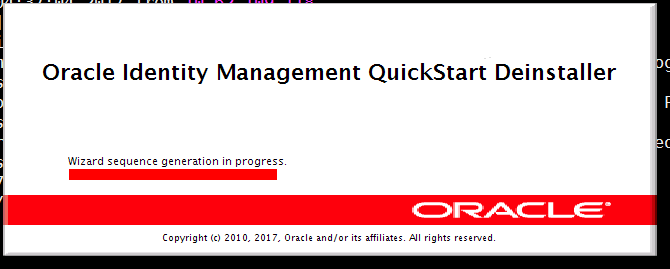 Oracle Identity Management QuickStart Deinstaller
Wizard sequence generation in progress.
ORACLE®
Copyright (c) 2010, 2017, Oracle and/or its affiliates. All rights reserved.